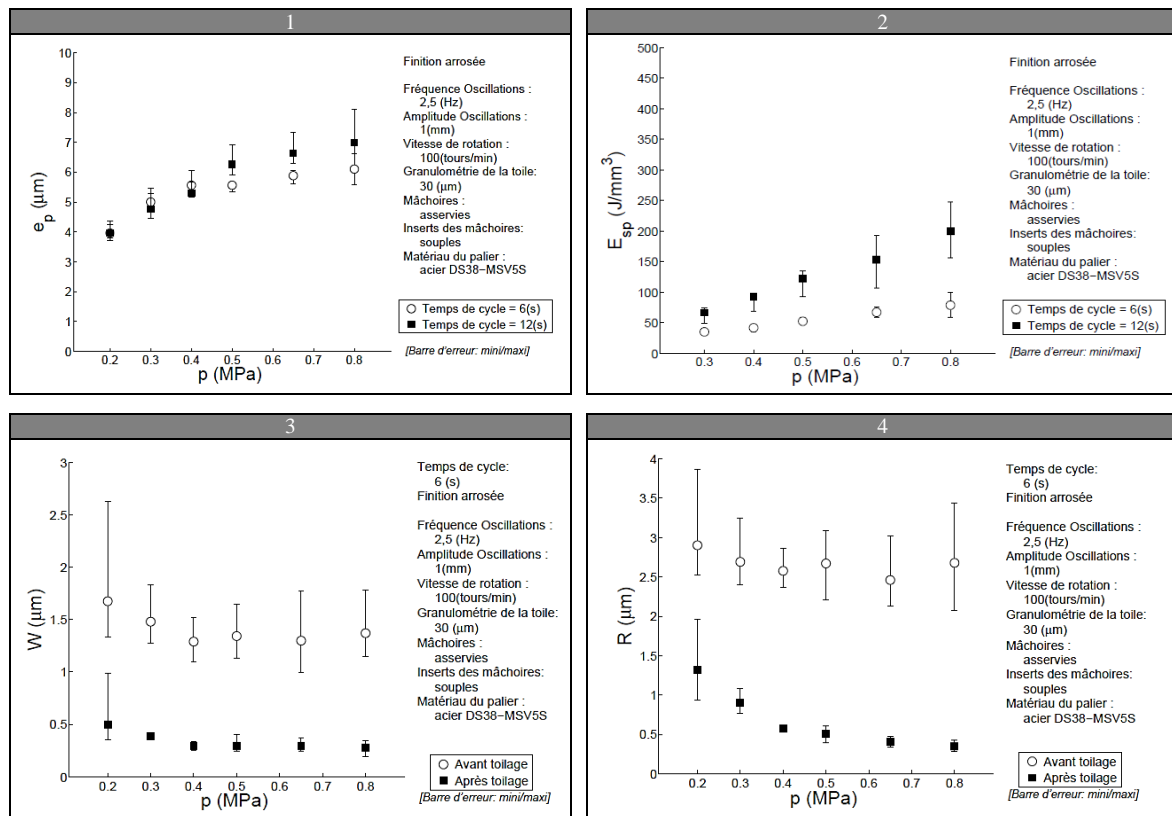 1
10
9
8
7
6
5
4
3
2
1
0
e_p (μm)
0.2 0.3 0.4 0.5 0.6 0.7 0.8
p (MPa)
Finition arrosée
Fréquence Oscillations :
2,5 (Hz)
Amplitude Oscillations :
1(mm)
Vitesse de rotation :
100(tours/min)
Granulométrie de la toile:
30 (μm)
Mâchoires :
asservies
Inserts des mâchoires:
souples
Matériau du palier :
acier DS38−MSV5S
Temps de cycle = 6(s)
Temps de cycle = 12(s)
[Barre d'erreur: mini/maxi]
2
500
450
400
350
300
250
200
150
100
50
0
E_sp (J/mm³)
0.3 0.4 0.5 0.6 0.7 0.8
p (MPa)
Finition arrosée
Fréquence Oscillations :
2,5 (Hz)
Amplitude Oscillations :
1(mm)
Vitesse de rotation :
100(tours/min)
Granulométrie de la toile:
30 (μm)
Mâchoires :
asservies
Inserts des mâchoires:
souples
Matériau du palier :
acier DS38−MSV5S
Temps de cycle = 6(s)
Temps de cycle = 12(s)
[Barre d'erreur: mini/maxi]
3
3
2.5
2
1.5
1
0.5
0
W (μm)
0.2 0.3 0.4 0.5 0.6 0.7 0.8
p (MPa)
Temps de cycle:
6 (s)
Finition arrosée
Fréquence Oscillations :
2,5 (Hz)
Amplitude Oscillations :
1(mm)
Vitesse de rotation :
100(tours/min)
Granulométrie de la toile:
30 (μm)
Mâchoires :
asservies
Inserts des mâchoires:
souples
Matériau du palier :
acier DS38−MSV5S
Avant toilage
Après toilage
[Barre d'erreur: mini/maxi]
4
4
3.5
3
2.5
2
1.5
1
0.5
0
R (μm)
0.2 0.3 0.4 0.5 0.6 0.7 0.8
p (MPa)
Temps de cycle:
6 (s)
Finition arrosée
Fréquence Oscillations :
2,5 (Hz)
Amplitude Oscillations :
1(mm)
Vitesse de rotation :
100(tours/min)
Granulométrie de la toile:
30 (μm)
Mâchoires :
asservies
Inserts des mâchoires:
souples
Matériau du palier :
acier DS38−MSV5S
Avant toilage
Après toilage
[Barre d'erreur: mini/maxi]